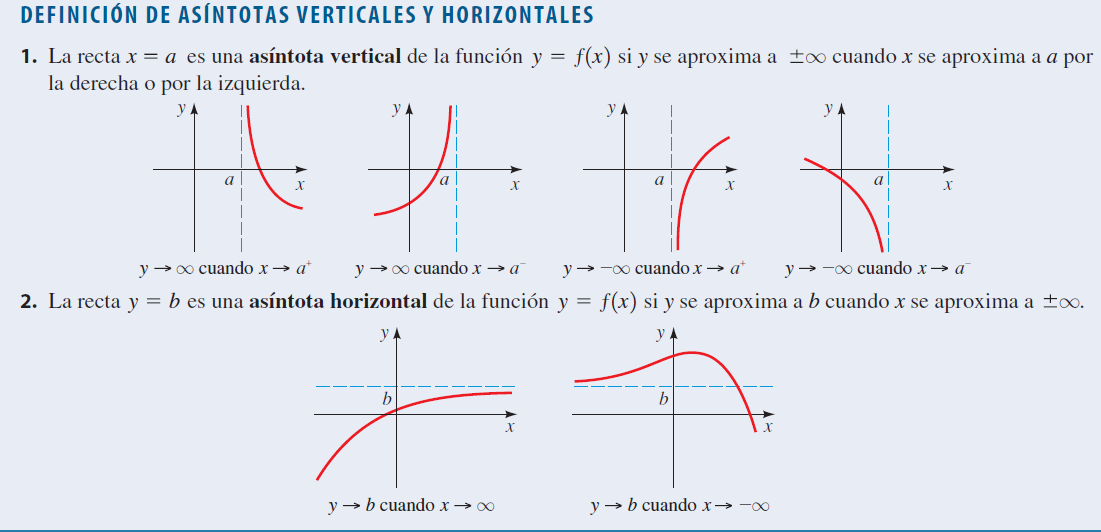 DEFINICIÓN DE ASÍNTOTAS VERTICALES Y HORIZONTALES
1. La recta x = a es una asíntota vertical de la función y = f(x) si y se aproxima a ±∞ cuando x se aproxima a a por
la derecha o por la izquierda.
y y y y
a x a x a x a x
y → ∞ cuando x → a⁺ y → ∞ cuando x → a⁻ y → −∞ cuando x → a⁺ y → −∞ cuando x → a⁻
2. La recta y = b es una asíntota horizontal de la función y = f(x) si y se aproxima a b cuando x se aproxima a ±∞.
y y
b b
x x
y → b cuando x → ∞ y → b cuando x → −∞